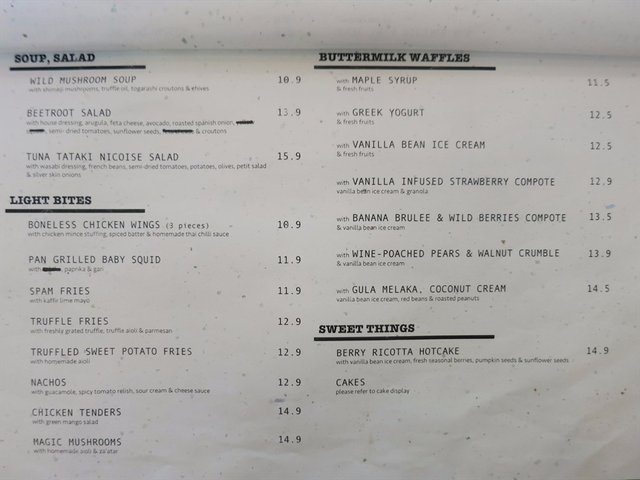 SOUP, SALAD
WILD MUSHROOM SOUP 10.9
with shimeji mushrooms, truffle oil, togarashi croutons & chives
BEETROOT SALAD 13.9
with house dressing, arugula, feta cheese, avocado, roasted spanish onion,
semi-dried tomatoes, sunflower seeds, & croutons
TUNA TATAKI NICOISE SALAD 15.9
with wasabi dressing, french beans, semi-dried tomatoes, potatoes, olives, petit salad
& silver skin onions
LIGHT BITES
BONELESS CHICKEN WINGS (3 pieces) 10.9
with chicken mince stuffing, spiced batter & homemade thai chilli sauce
PAN GRILLED BABY SQUID 11.9
with , paprika & gari
SPAM FRIES 11.9
with kaffir lime mayo
TRUFFLE FRIES 12.9
with freshly grated truffle, truffle aioli & parmesan
TRUFFLED SWEET POTATO FRIES 12.9
with homemade aioli
NACHOS 12.9
with guacamole, spicy tomato relish, sour cream & cheese sauce
CHICKEN TENDERS 14.9
with green mango salad
MAGIC MUSHROOMS 14.9
with homemade aioli & za'atar
BUTTERMILK WAFFLES
with MAPLE SYRUP 11.5
& fresh fruits
with GREEK YOGURT 12.5
& fresh fruits
with VANILLA BEAN ICE CREAM 12.5
& fresh fruits
with VANILLA INFUSED STRAWBERRY COMPOTE 12.9
vanilla bean ice cream & granola
with BANANA BRULEE & WILD BERRIES COMPOTE 13.5
& vanilla bean ice cream
with WINE-POACHED PEARS & WALNUT CRUMBLE 13.9
& vanilla bean ice cream
with GULA MELAKA, COCONUT CREAM 14.5
vanilla bean ice cream, red beans & roasted peanuts
SWEET THINGS
BERRY RICOTTA HOTCAKE 14.9
with vanilla bean ice cream, fresh seasonal berries, pumpkin seeds & sunflower seeds
CAKES
please refer to cake display